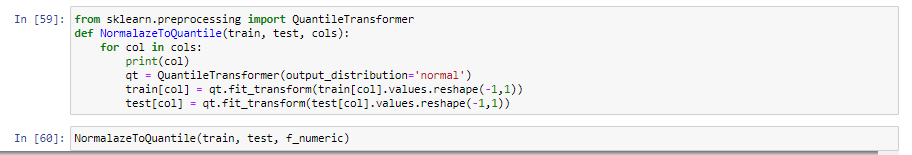 In [59]: from sklearn.preprocessing import QuantileTransformer
def NormalazeToQuantile(train, test, cols):
    for col in cols:
        print(col)
        qt = QuantileTransformer(output_distribution='normal')
        train[col] = qt.fit_transform(train[col].values.reshape(-1,1))
        test[col] = qt.fit_transform(test[col].values.reshape(-1,1))
In [60]: NormalazeToQuantile(train, test, f_numeric)